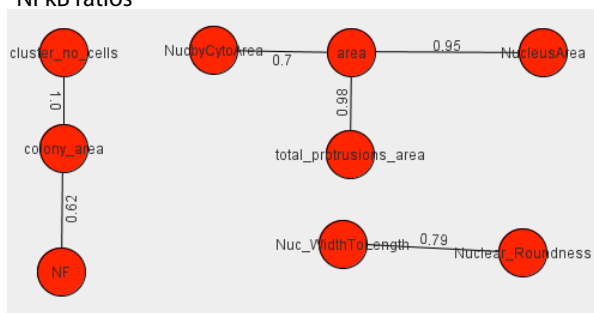 NFkB ratios
cluster_no_cells
NucbyCytoArea
0.7
area
0.95
NucleusArea
1.0
0.98
colony_area
total_protrusions_area
0.62
Nuc_WidthToLength
0.79
Nuclear_Roundness
NF